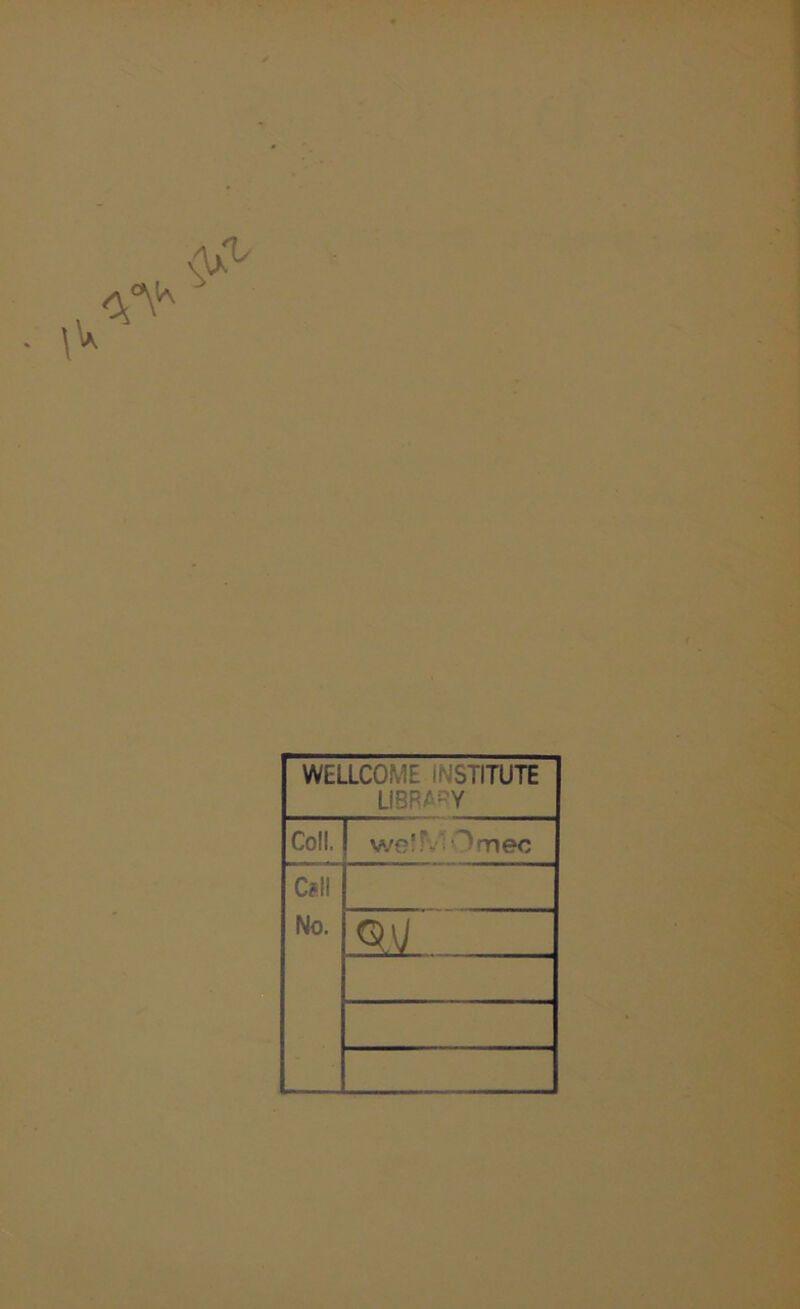 WELLCOME INSTITUTE
LIBRARY
Coll. welMOmec
Call
No. QV